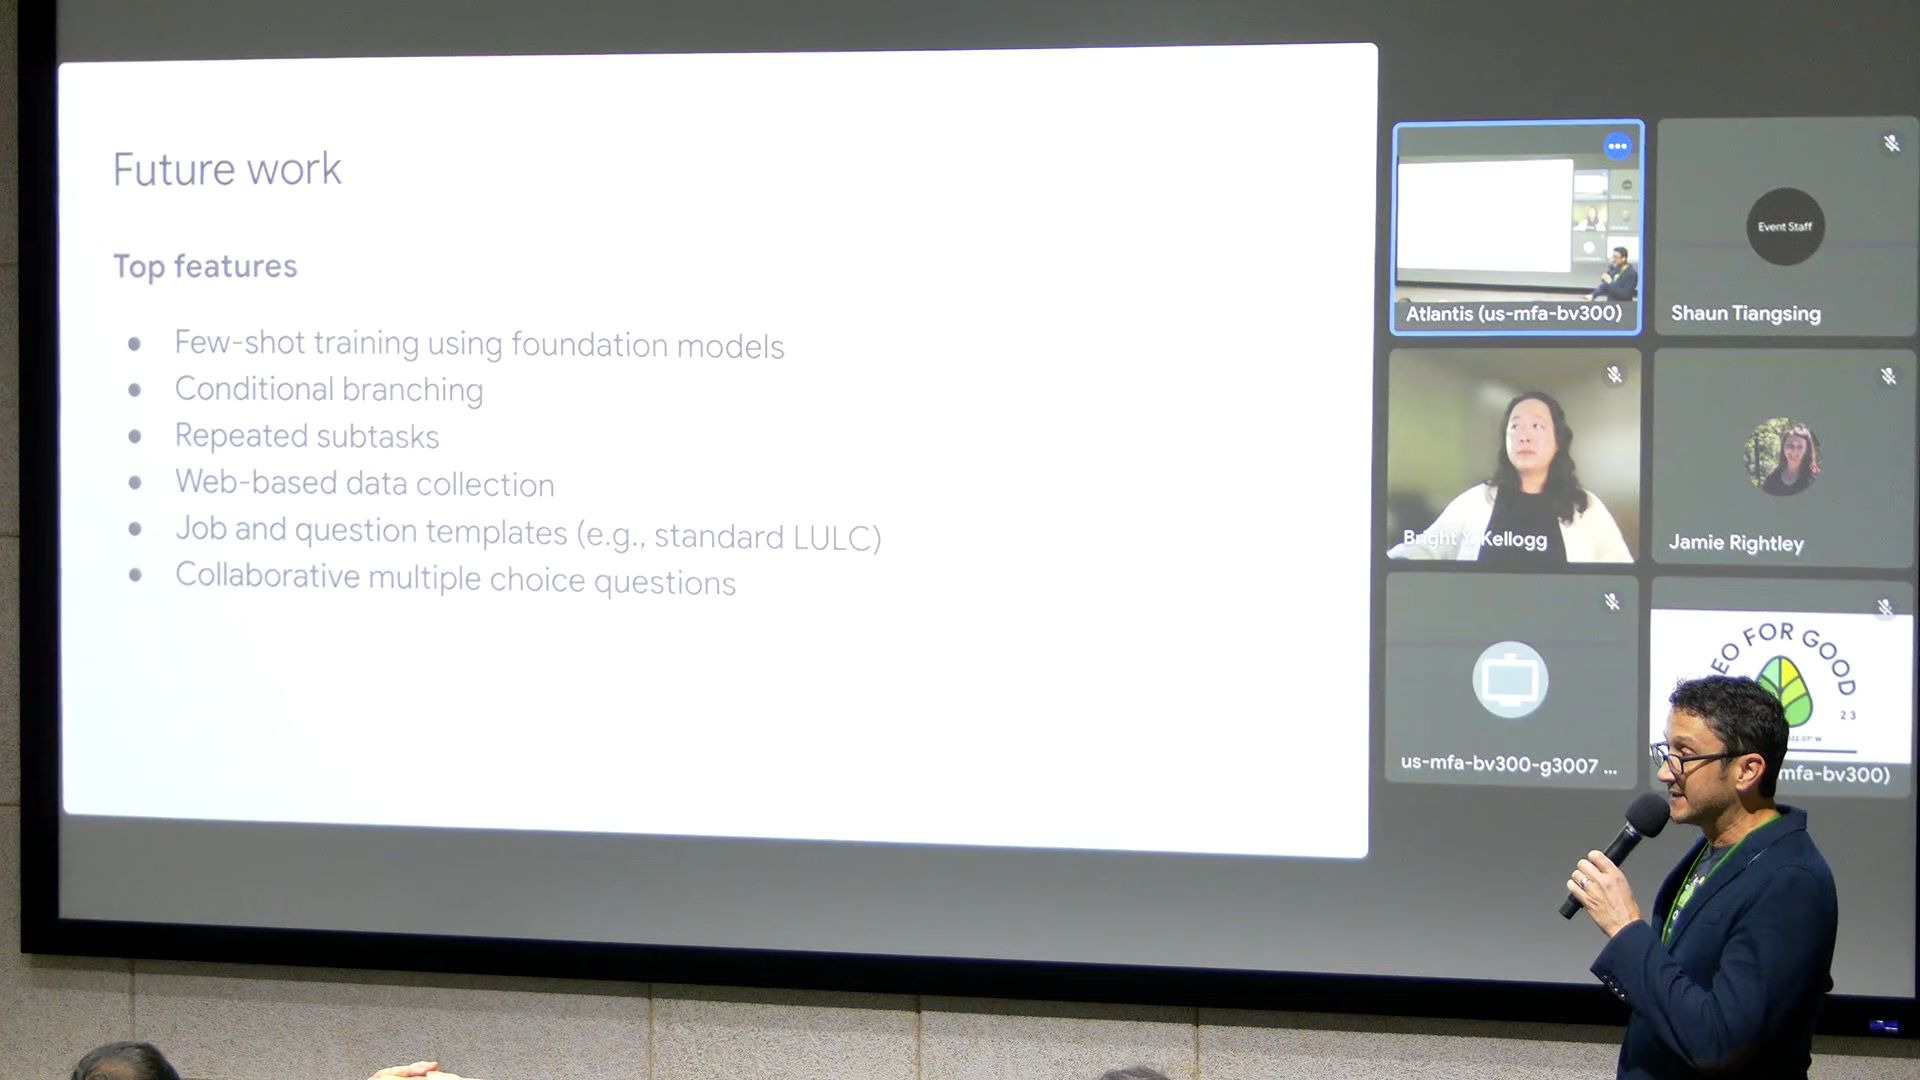 Future work
Top features
Few-shot training using foundation models
Conditional branching
Repeated subtasks
Web-based data collection
Job and question templates (e.g., standard LULC)
Collaborative multiple choice questions
Atlantis (us-mfa-bv300)
Event Staff
Shaun Tiangsing
Bright Y. Kellogg
Jamie Rightley
us-mfa-bv300-g3007 ...
EO FOR GOOD
23
mfa-bv300)